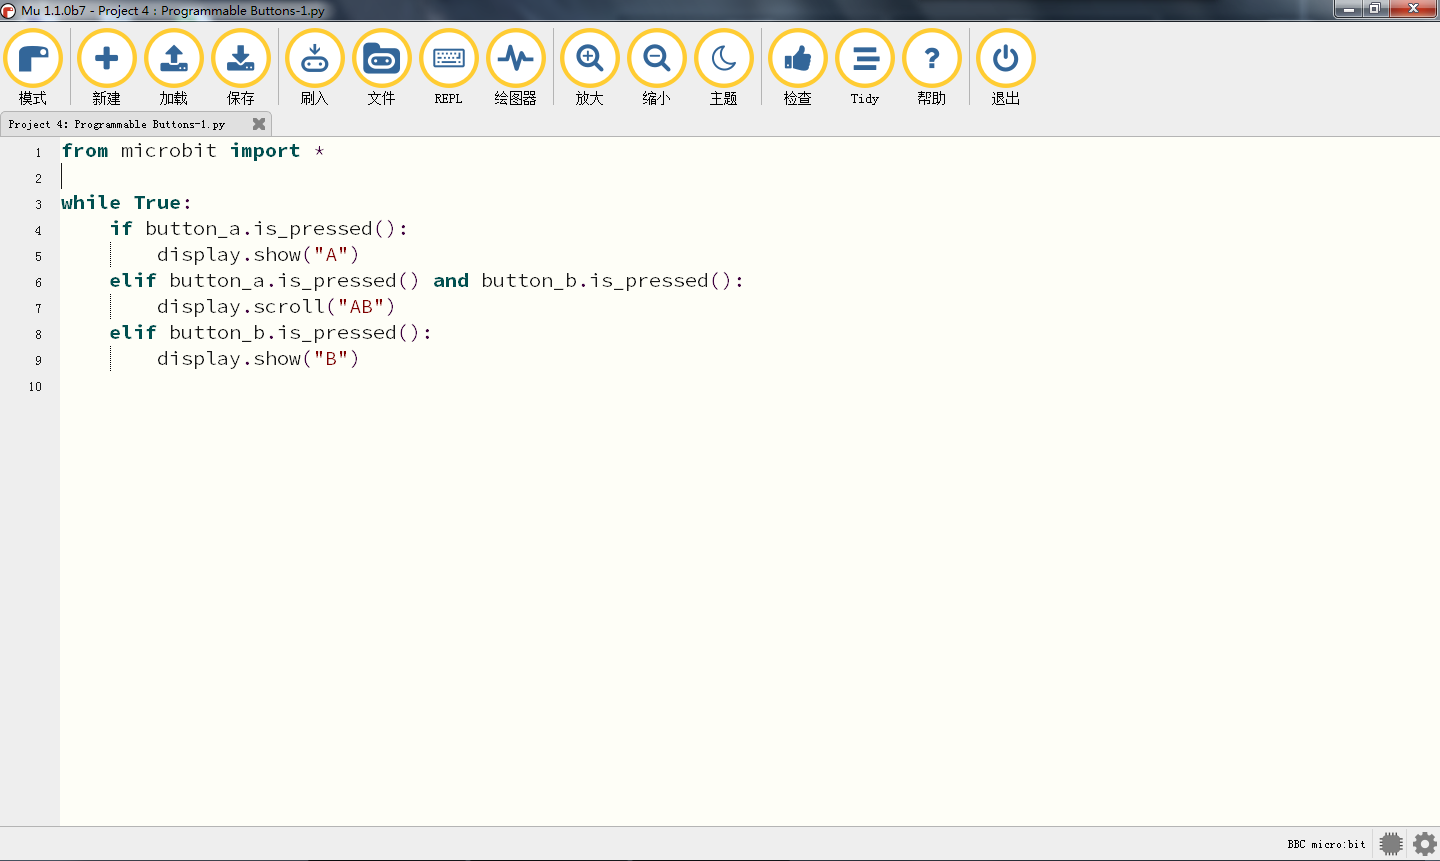 Mu 1.1.0b7 - Project 4 : Programmable Buttons-1.py
模式 新建 加载 保存 刷入 文件 REPL 绘图器 放大 缩小 主题 检查 Tidy 帮助 退出
Project 4: Programmable Buttons-1.py
1 from microbit import *
2
3 while True:
4 if button_a.is_pressed():
5 display.show("A")
6 elif button_a.is_pressed() and button_b.is_pressed():
7 display.scroll("AB")
8 elif button_b.is_pressed():
9 display.show("B")
10
BBC micro:bit